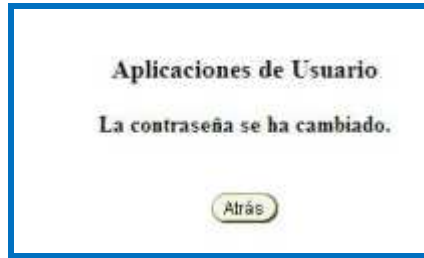 Aplicaciones de Usuario
La contraseña se ha cambiado.
Atrás